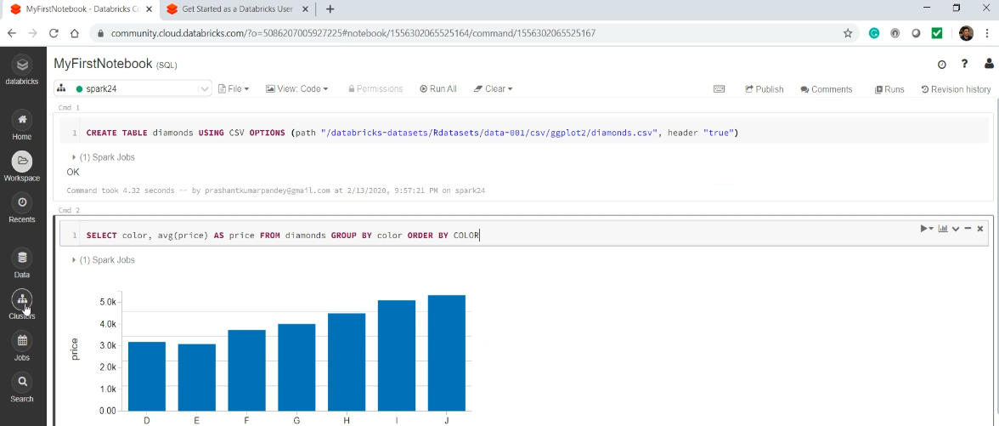 MyFirstNotebook - Databricks Co
Get Started as a Databricks User
community.cloud.databricks.com/?o=5086207005927225#notebook/1556302065525164/command/1556302065525167
databricks
Home
Workspace
Recents
Data
Clusters
Jobs
Search
MyFirstNotebook (SQL)
spark24 File View: Code Permissions Run All Clear Publish Comments Runs Revision history
Cmd 1
1 CREATE TABLE diamonds USING CSV OPTIONS (path "/databricks-datasets/Rdatasets/data-001/csv/ggplot2/diamonds.csv", header "true")
(1) Spark Jobs
OK
Command took 4.32 seconds -- by prashantkumarpandey@gmail.com at 2/13/2020, 9:57:21 PM on spark24
Cmd 2
1 SELECT color, avg(price) AS price FROM diamonds GROUP BY color ORDER BY COLOR
(1) Spark Jobs
price
5.0k
4.0k
3.0k
2.0k
1.0k
0.00
D E F G H I J